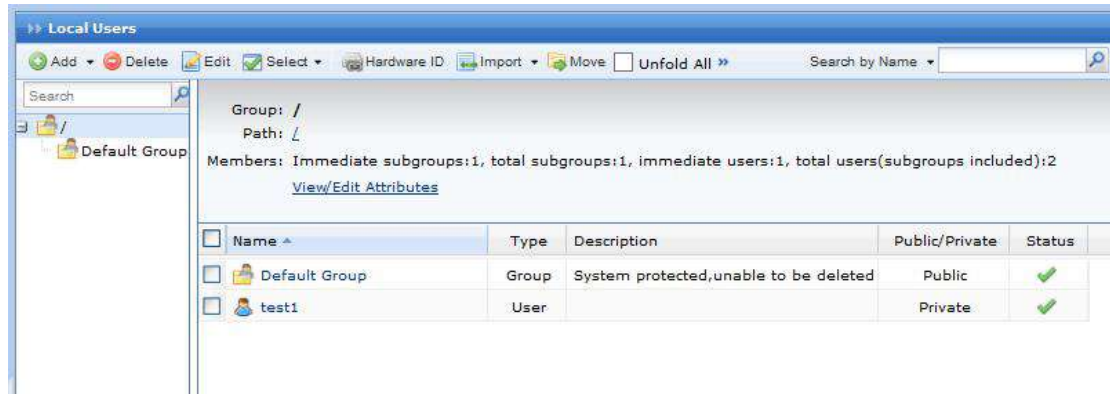 Local Users
Add Delete Edit Select Hardware ID Import Move Unfold All » Search by Name
Search
/
Default Group
Group: /
Path: /
Members: Immediate subgroups:1, total subgroups:1, immediate users:1, total users(subgroups included):2
View/Edit Attributes
Name Type Description Public/Private Status
Default Group Group System protected,unable to be deleted Public
test1 User Private